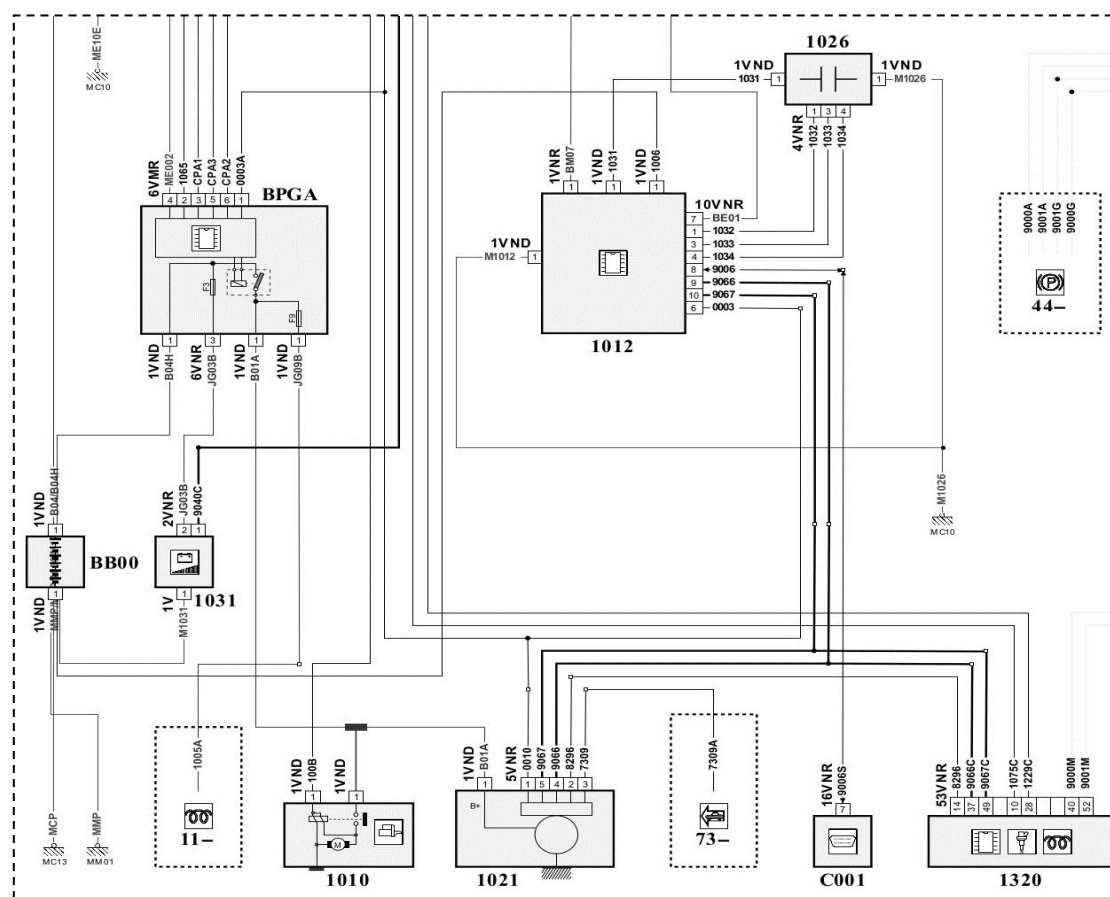 ME10E
MC10
6VMR
ME002
1065
CPA1
CPA3
CPA2
0003A
4 2 3 5 6 1
BPGA
F3
F9
1 3 1 1
1VND
B04H
6VNR
JG03B
1VND
B01A
1VND
JG09B
1026
1VND
1031
1
1VND
1
M1026
1 3 4
4VNR
1032
1033
1034
1VNR
BM07
1VND
1031
1VND
1006
1 1 1
10VNR
7 BE01
1 1032
3 1033
4 1034
8 9006
9 9066
10 9067
6 0003
1VND
M1012
1
1012
9000A
9001A
9001G
9000G
P
44–
M1026
MC10
1VND
B04/B04H
1
BB00
1
1VND
2VNR
JG03B
9040C
2 1
1031
1
1V
M1031
1005A
11–
MCP
MC13
MMP
MM01
1VND
100B
1VND
1 1
M
1010
1VND
B01A
5VNR
0010
9067
9066
8296
7309
1 1 5 4 2 3
B+
1021
7309A
73–
16VNR
9006S
7
C001
53VNR
8296
9066C
9067C
1075C
1229C
9000M
9001M
14 37 49 10 28 40 52
1320